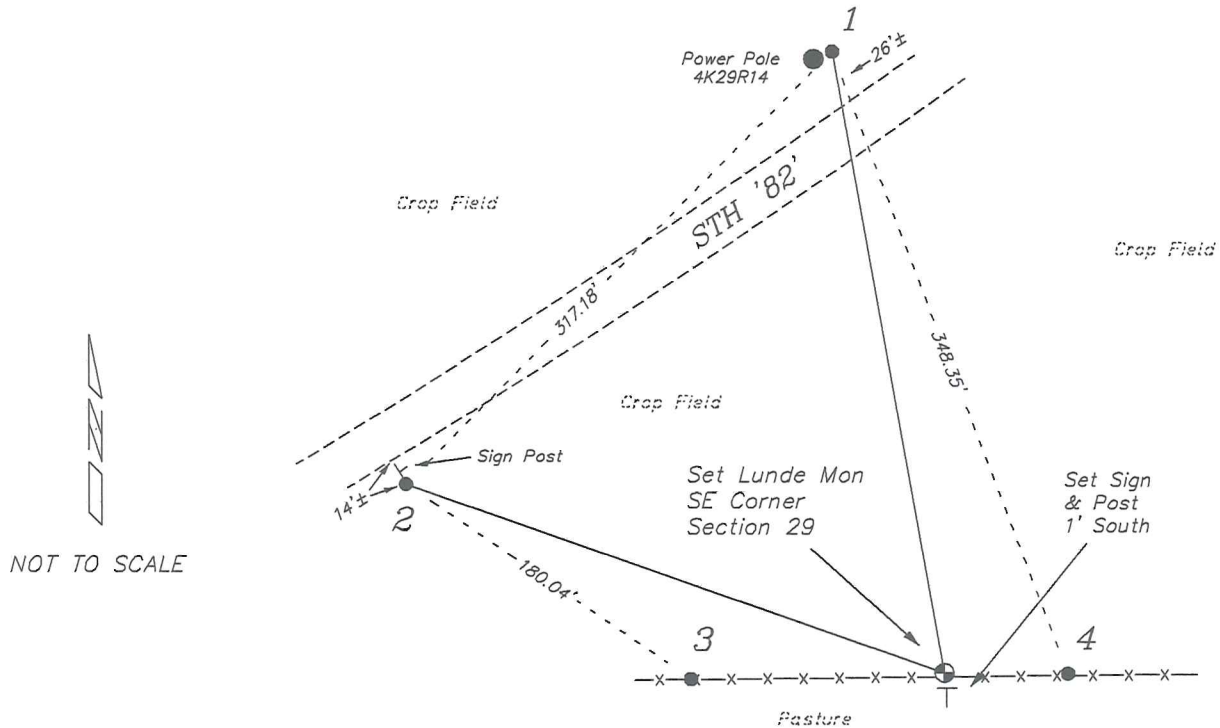 1
Power Pole
4K29R14
26'±
STH '82'
Crop Field
Crop Field
317.18'
348.35'
Crop Field
Sign Post
14'±
2
Set Lunde Mon
SE Corner
Section 29
Set Sign
& Post
1' South
N
NOT TO SCALE
180.04'
3
4
x x x x x x x x x x x x x x
Pasture